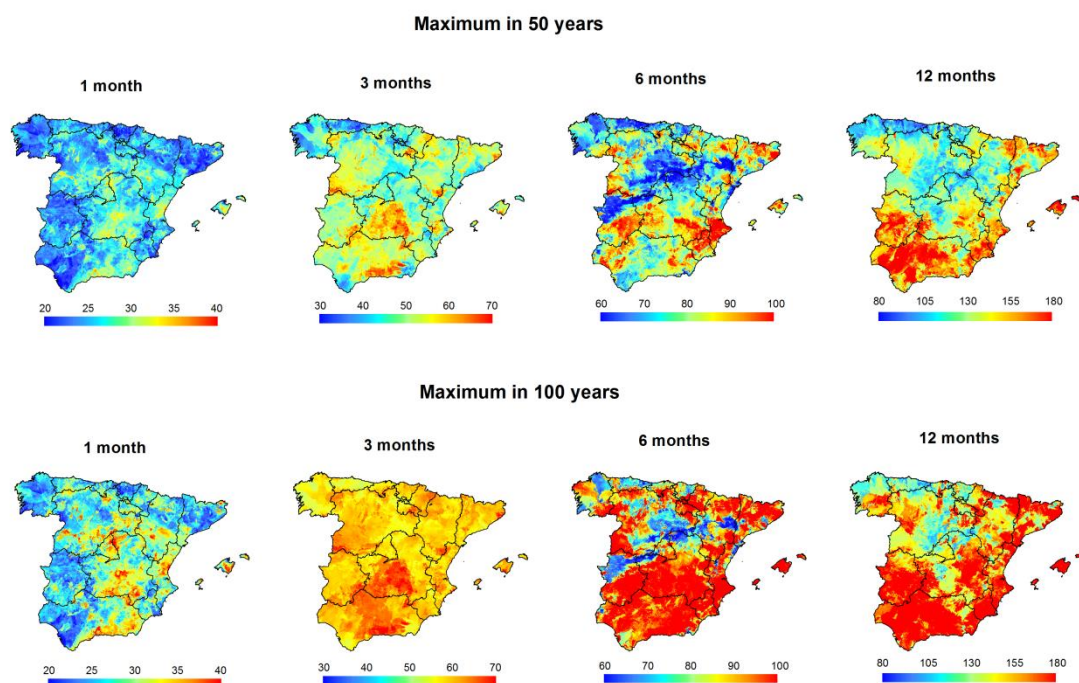 Maximum in 50 years
1 month
3 months
6 months
12 months
20 25 30 35 40
30 40 50 60 70
60 70 80 90 100
80 105 130 155 180
Maximum in 100 years
1 month
3 months
6 months
12 months
20 25 30 35 40
30 40 50 60 70
60 70 80 90 100
80 105 130 155 180